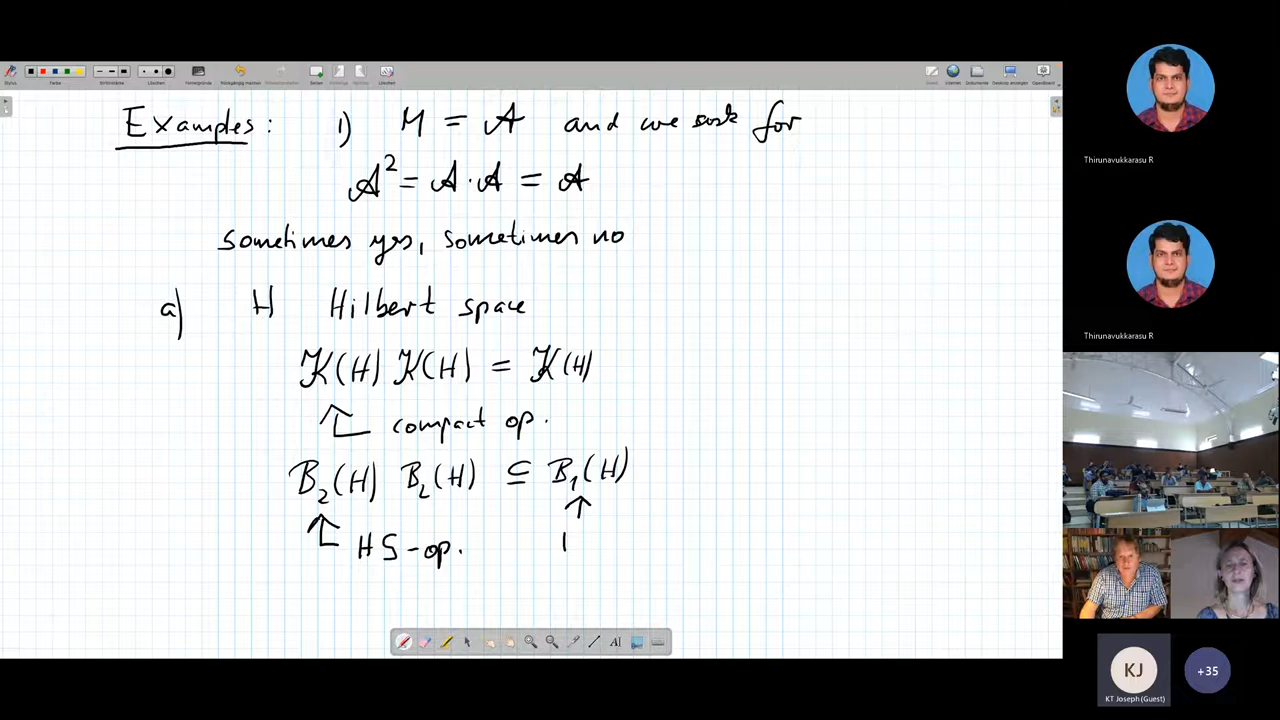 Examples: 1) M = A and we ask for
A² = A · A = A
sometimes yes, sometimes no
a) H Hilbert space
K(H) K(H) = K(H)
compact op.
B₂(H) B₂(H) ⊆ B₁(H)
HS-op.
Thirunavukkarasu R
Thirunavukkarasu R
KJ
+35
KT Joseph (Guest)